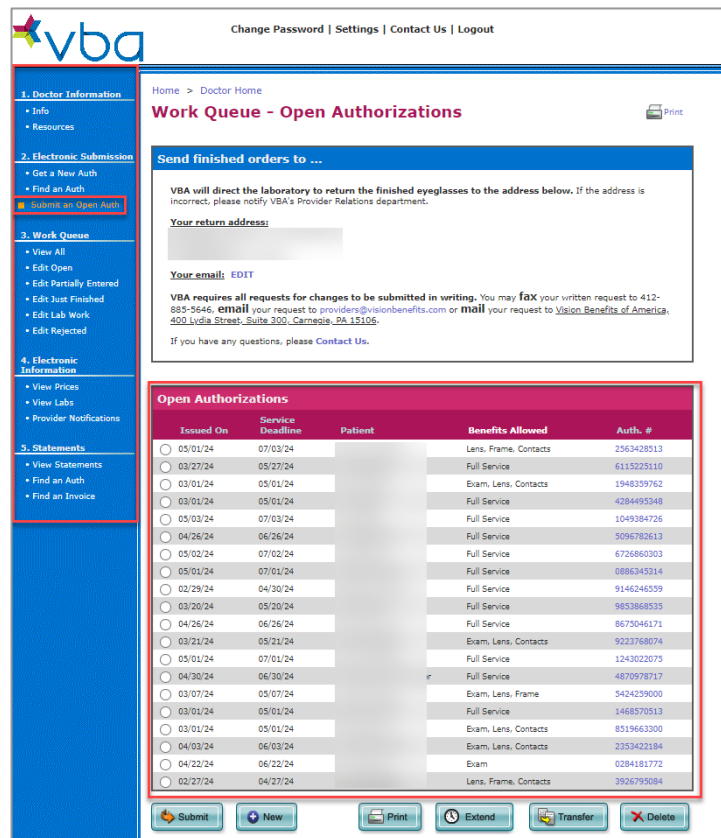 vba
Change Password | Settings | Contact Us | Logout
1. Doctor Information
• Info
• Resources
2. Electronic Submission
• Get a New Auth
• Find an Auth
Submit an Open Auth
3. Work Queue
• View All
• Edit Open
• Edit Partially Entered
• Edit Just Finished
• Edit Lab Work
• Edit Rejected
4. Electronic
Information
• View Prices
• View Labs
• Provider Notifications
5. Statements
• View Statements
• Find an Auth
• Find an Invoice
Home > Doctor Home
Work Queue - Open Authorizations
Print
Send finished orders to ...
VBA will direct the laboratory to return the finished eyeglasses to the address below. If the address is
incorrect, please notify VBA's Provider Relations department.
Your return address:
Your email: EDIT
VBA requires all requests for changes to be submitted in writing. You may fax your written request to 412-
885-5646, email your request to providers@visionbenefits.com or mail your request to Vision Benefits of America,
400 Lydia Street, Suite 300, Carnegie, PA 15106.
If you have any questions, please Contact Us.
Open Authorizations
Issued On Service Deadline Patient Benefits Allowed Auth. #
05/01/24 07/03/24 Lens, Frame, Contacts 2563428513
03/27/24 05/27/24 Full Service 6115225110
03/01/24 05/01/24 Exam, Lens, Contacts 1948359762
03/01/24 05/01/24 Full Service 4284495348
05/03/24 07/03/24 Full Service 1049384726
04/26/24 06/26/24 Full Service 5096782613
05/02/24 07/02/24 Full Service 6726860303
05/01/24 07/01/24 Full Service 0886345314
02/29/24 04/30/24 Full Service 9146246559
03/20/24 05/20/24 Full Service 9853868535
04/26/24 06/26/24 Full Service 8675046171
03/21/24 05/21/24 Exam, Lens, Contacts 9223768074
05/01/24 07/01/24 Full Service 1243022075
04/30/24 06/30/24 r Full Service 4870978717
03/07/24 05/07/24 Exam, Lens, Frame 5424259000
03/01/24 05/01/24 Full Service 1468570513
03/01/24 05/01/24 Exam, Lens, Contacts 8519663300
04/03/24 06/03/24 Exam, Lens, Contacts 2353422184
04/22/24 06/22/24 Exam 0284181772
02/27/24 04/27/24 Lens, Frame, Contacts 3926795084
Submit New Print Extend Transfer Delete